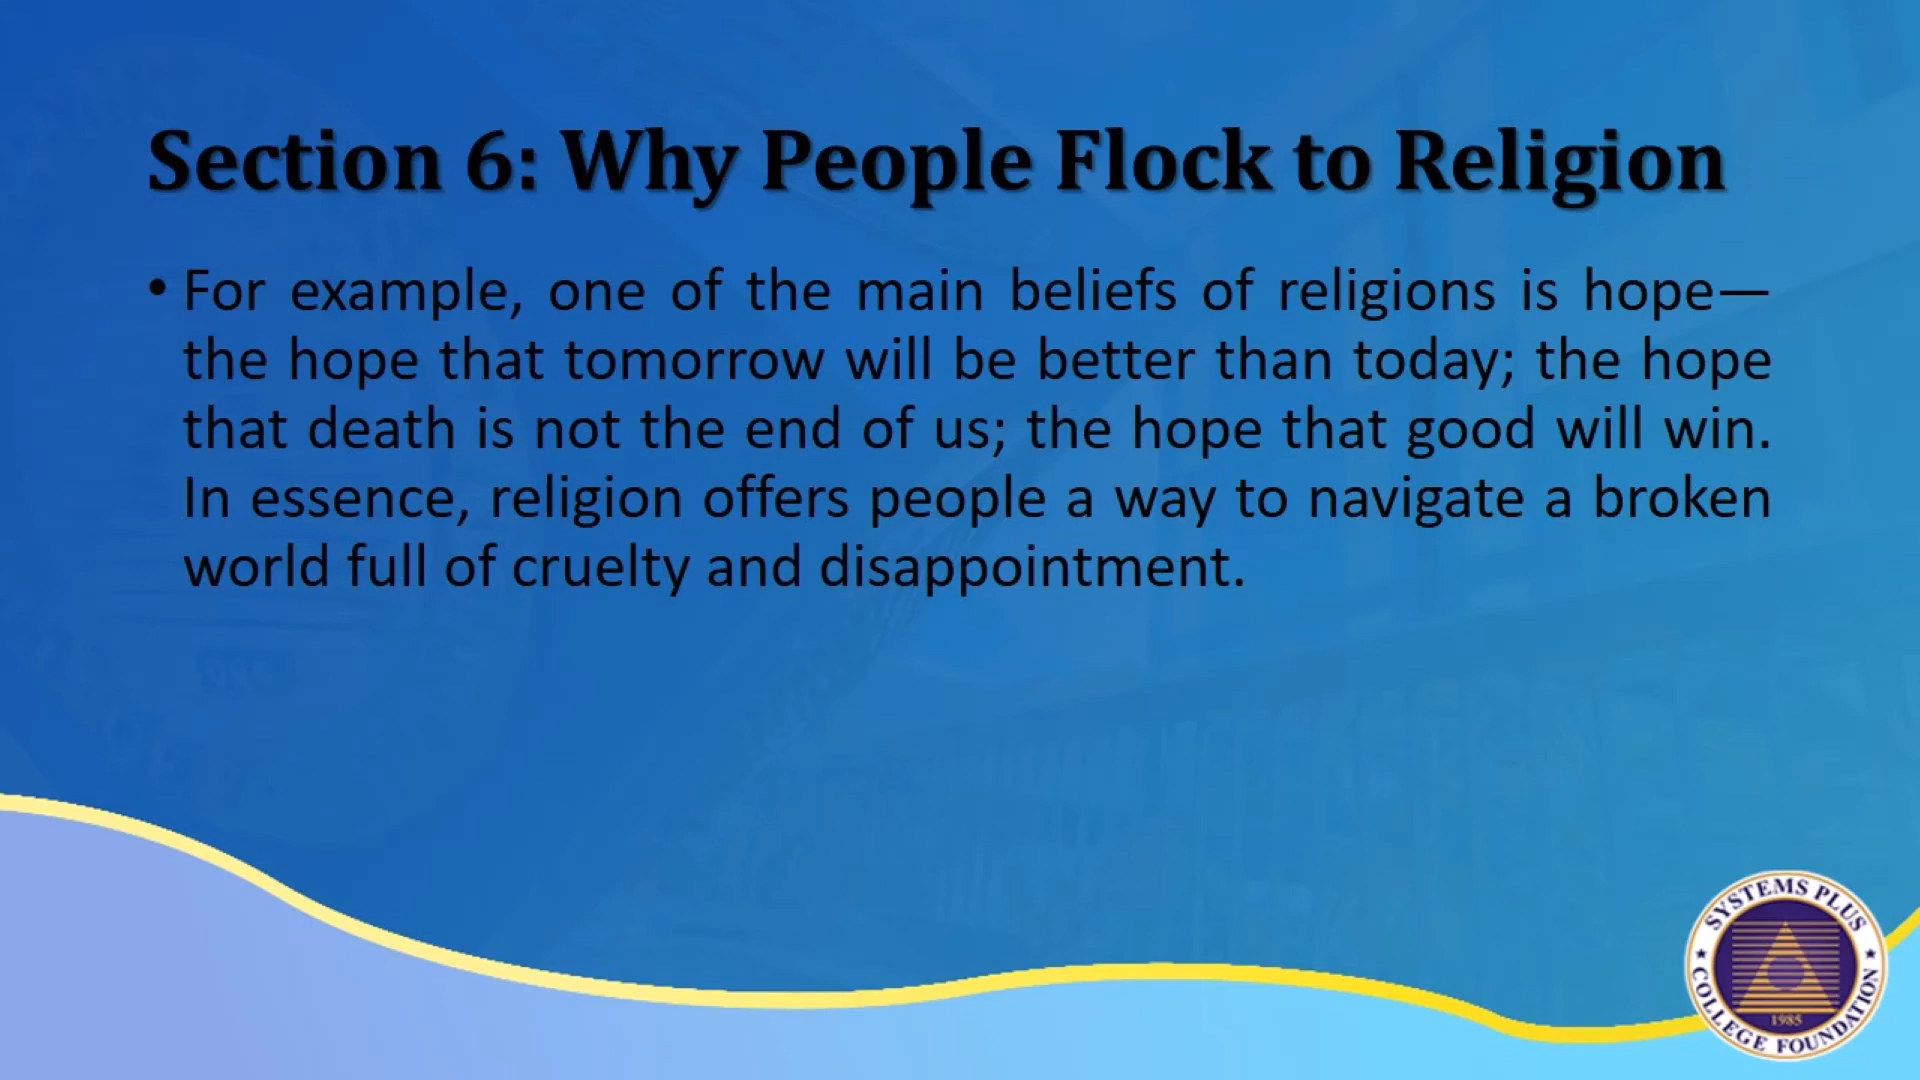 Section 6: Why People Flock to Religion
• For example, one of the main beliefs of religions is hope—
the hope that tomorrow will be better than today; the hope
that death is not the end of us; the hope that good will win.
In essence, religion offers people a way to navigate a broken
world full of cruelty and disappointment.
SYSTEMS PLUS
COLLEGE FOUNDATION
1985